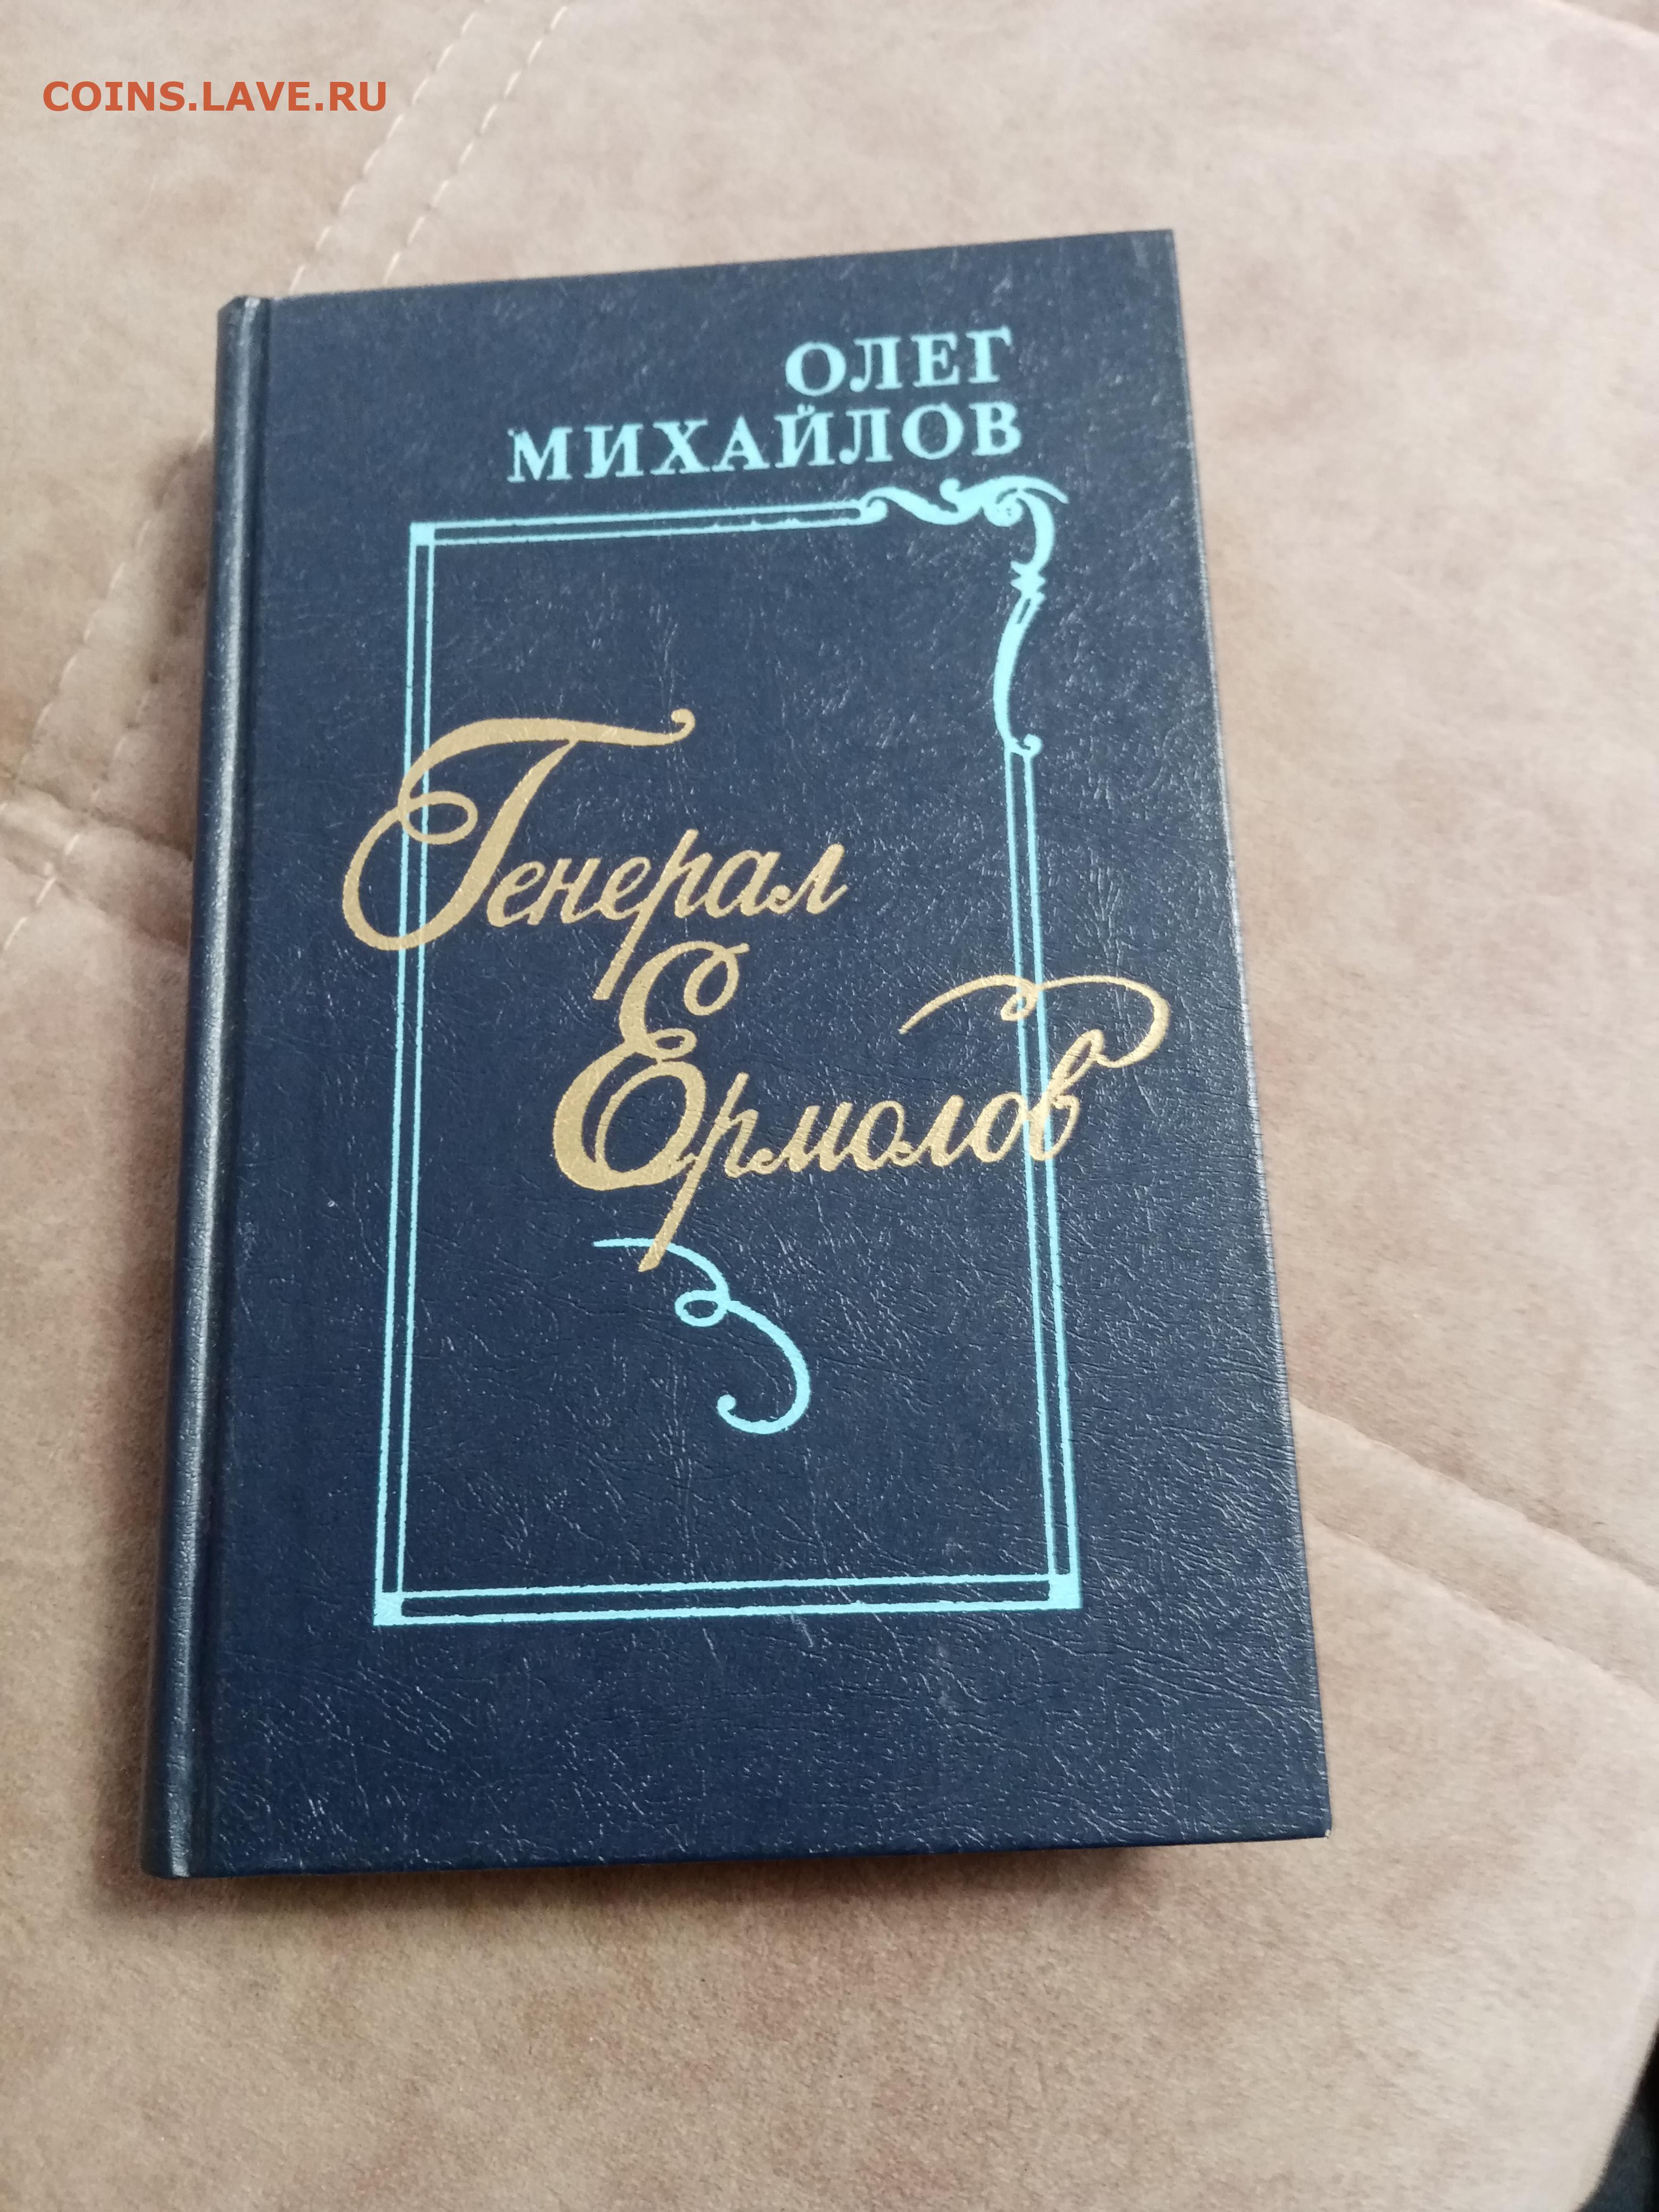 COINS.LAVE.RU
ОЛЕГ
МИХАЙЛОВ
Генерал
Ермолов